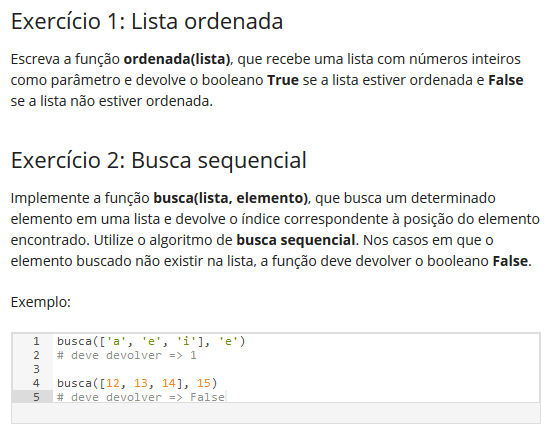 Exercício 1: Lista ordenada
Escreva a função ordenada(lista), que recebe uma lista com números inteiros
como parâmetro e devolve o booleano True se a lista estiver ordenada e False
se a lista não estiver ordenada.
Exercício 2: Busca sequencial
Implemente a função busca(lista, elemento), que busca um determinado
elemento em uma lista e devolve o índice correspondente à posição do elemento
encontrado. Utilize o algoritmo de busca sequencial. Nos casos em que o
elemento buscado não existir na lista, a função deve devolver o booleano False.
Exemplo:
1 busca(['a', 'e', 'i'], 'e')
2 # deve devolver => 1
3
4 busca([12, 13, 14], 15)
5 # deve devolver => False